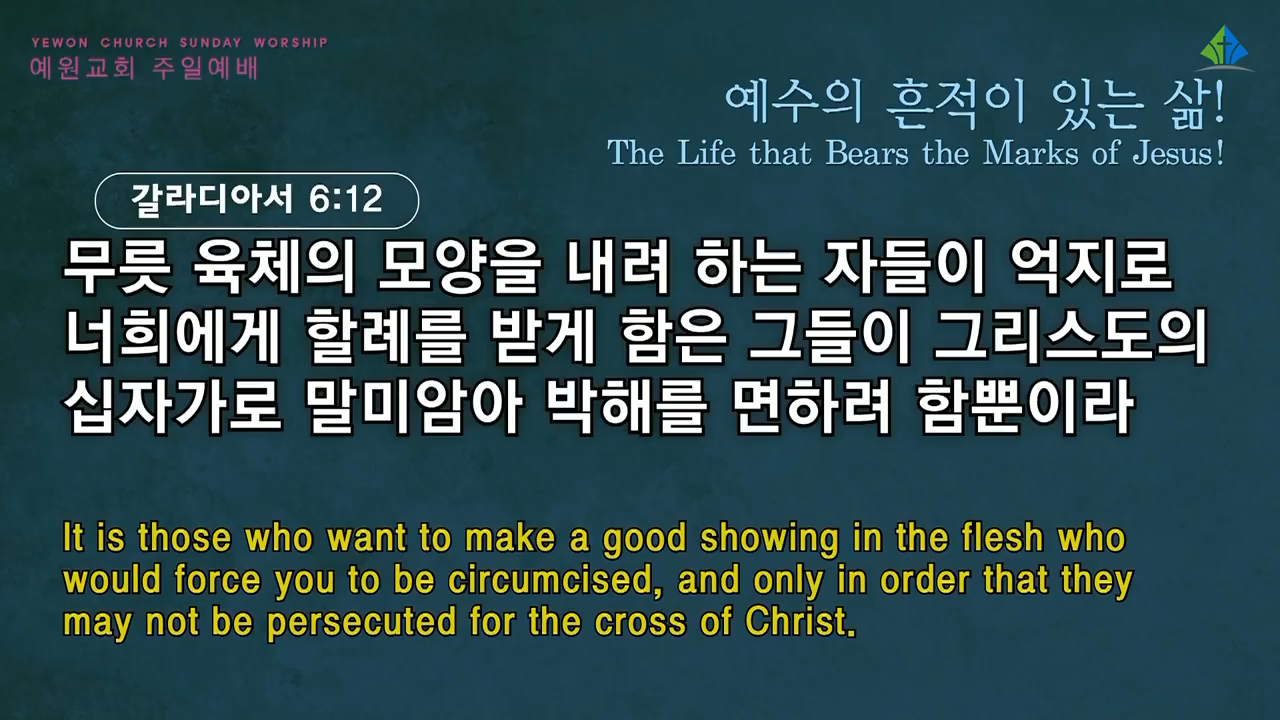 YEWON CHURCH SUNDAY WORSHIP
예원교회 주일예배
예수의 흔적이 있는 삶!
The Life that Bears the Marks of Jesus!
갈라디아서 6:12
무릇 육체의 모양을 내려 하는 자들이 억지로
너희에게 할례를 받게 함은 그들이 그리스도의
십자가로 말미암아 박해를 면하려 함뿐이라
It is those who want to make a good showing in the flesh who
would force you to be circumcised, and only in order that they
may not be persecuted for the cross of Christ.